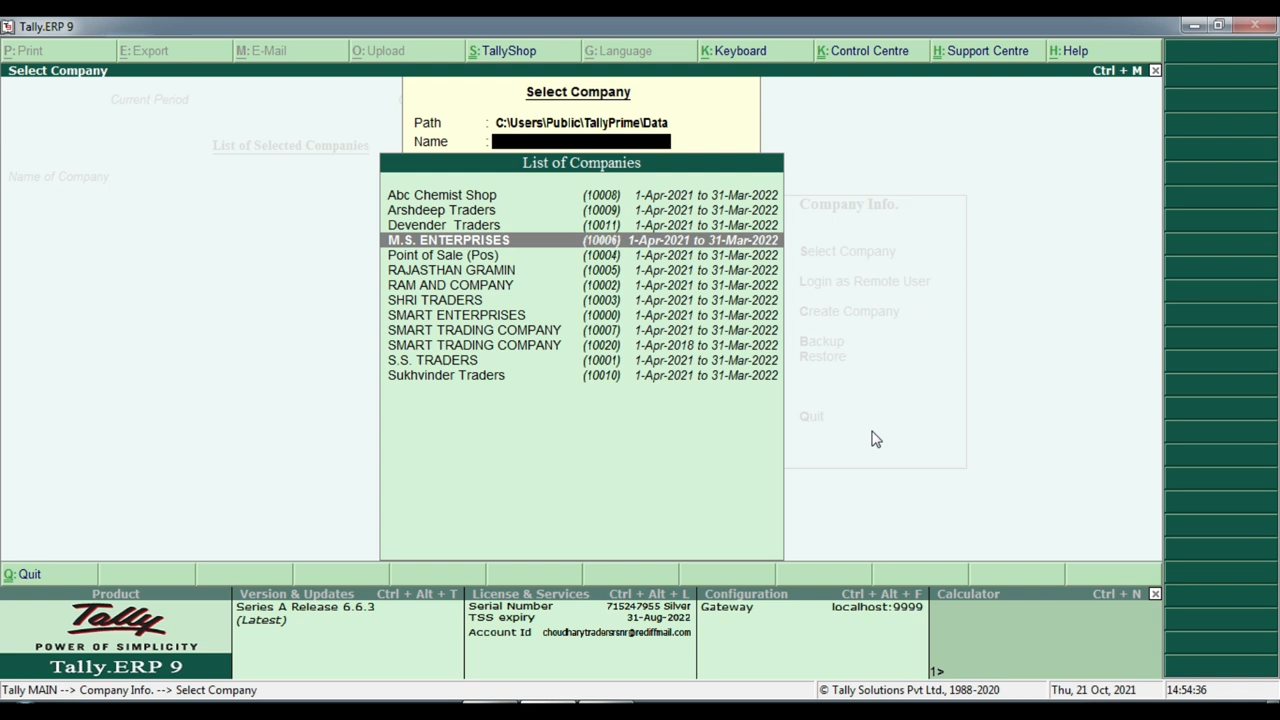 Tally.ERP 9
P: Print E: Export M: E-Mail O: Upload S: TallyShop G: Language K: Keyboard K: Control Centre H: Support Centre H: Help
Select Company Ctrl + M
Current Period
Select Company
Path : C:\Users\Public\TallyPrime\Data
Name :
List of Selected Companies
Name of Company
List of Companies
Abc Chemist Shop (10008) 1-Apr-2021 to 31-Mar-2022
Arshdeep Traders (10009) 1-Apr-2021 to 31-Mar-2022
Devender Traders (10011) 1-Apr-2021 to 31-Mar-2022
M.S. ENTERPRISES (10006) 1-Apr-2021 to 31-Mar-2022
Point of Sale (Pos) (10004) 1-Apr-2021 to 31-Mar-2022
RAJASTHAN GRAMIN (10005) 1-Apr-2021 to 31-Mar-2022
RAM AND COMPANY (10002) 1-Apr-2021 to 31-Mar-2022
SHRI TRADERS (10003) 1-Apr-2021 to 31-Mar-2022
SMART ENTERPRISES (10000) 1-Apr-2021 to 31-Mar-2022
SMART TRADING COMPANY (10007) 1-Apr-2021 to 31-Mar-2022
SMART TRADING COMPANY (10020) 1-Apr-2018 to 31-Mar-2022
S.S. TRADERS (10001) 1-Apr-2021 to 31-Mar-2022
Sukhvinder Traders (10010) 1-Apr-2021 to 31-Mar-2022
Company Info.
Select Company
Login as Remote User
Create Company
Backup
Restore
Quit
Q: Quit
Product
Tally
POWER OF SIMPLICITY
Tally.ERP 9
Version & Updates Ctrl + Alt + T
Series A Release 6.6.3
(Latest)
License & Services Ctrl + Alt + L
Serial Number 715247955 Silver
TSS expiry 31-Aug-2022
Account Id choudharytradersrsnr@rediffmail.com
Configuration Ctrl + Alt + F
Gateway localhost:9999
Calculator Ctrl + N
1>
Tally MAIN --> Company Info. --> Select Company © Tally Solutions Pvt Ltd., 1988-2020 Thu, 21 Oct, 2021 14:54:36